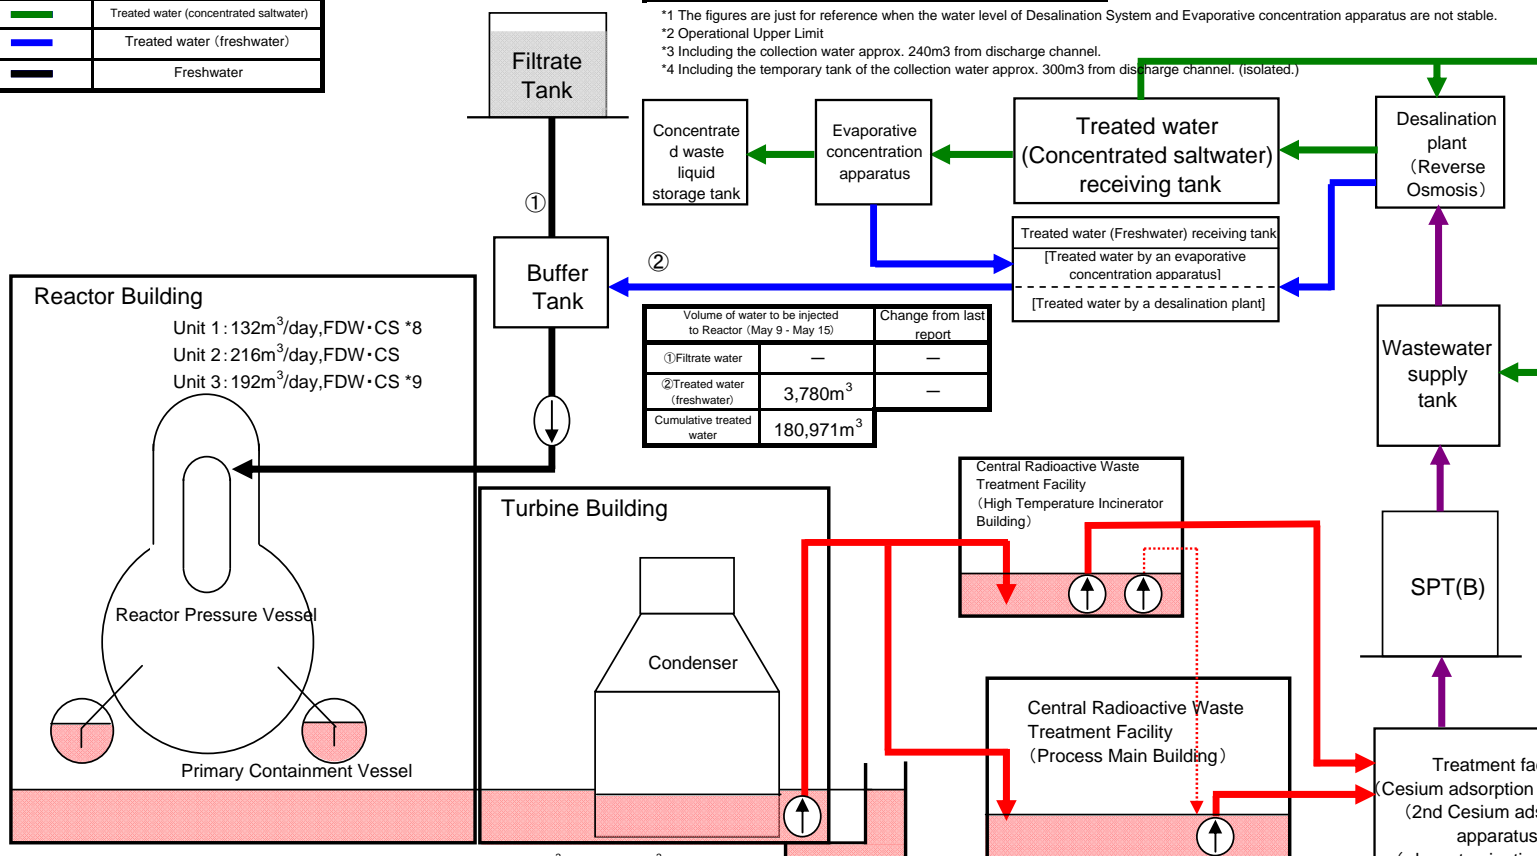 Treated water (concentrated saltwater)
Treated water (freshwater)
Freshwater
*1 The figures are just for reference when the water level of Desalination System and Evaporative concentration apparatus are not stable.
*2 Operational Upper Limit
*3 Including the collection water approx. 240m3 from discharge channel.
*4 Including the temporary tank of the collection water approx. 300m3 from discharge channel. (isolated.)
Filtrate
Tank
Concentrate
d waste
liquid
storage tank
Evaporative
concentration
apparatus
Treated water
(Concentrated saltwater)
receiving tank
Desalination
plant
(Reverse
Osmosis)
①
Buffer
Tank
②
Treated water (Freshwater) receiving tank
[Treated water by an evaporative
concentration apparatus]
[Treated water by a desalination plant]
Reactor Building
Unit 1:132m³/day,FDW・CS *8
Unit 2:216m³/day,FDW・CS
Unit 3:192m³/day,FDW・CS *9
Volume of water to be injected
to Reactor (May 9 - May 15)
Change from last
report
①Filtrate water
—
—
②Treated water
(freshwater)
3,780m³
—
Cumulative treated
water
180,971m³
Wastewater
supply
tank
Central Radioactive Waste
Treatment Facility
(High Temperature Incinerator
Building)
Turbine Building
SPT(B)
Reactor Pressure Vessel
Condenser
Central Radioactive Waste
Treatment Facility
(Process Main Building)
Primary Containment Vessel
Treatment fa
(Cesium adsorption
(2nd Cesium ad
apparatus